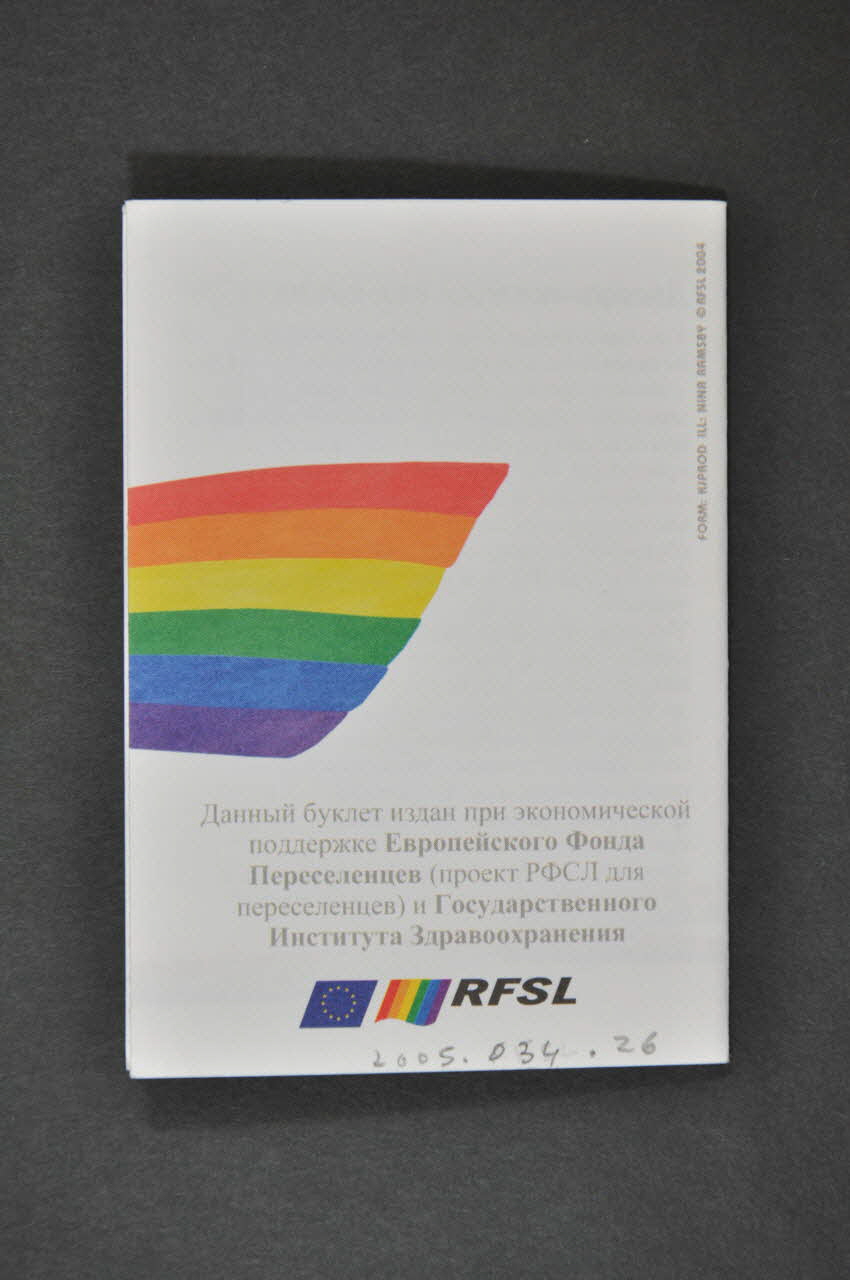 FORM: KJPROD ILL: NINA RAMSBY © RFSL 2004
Данный буклет издан при экономической
поддержке Европейского Фонда
Переселенцев (проект РФСЛ для
переселенцев) и Государственного
Института Здравоохранения
RFSL
2005.034.26